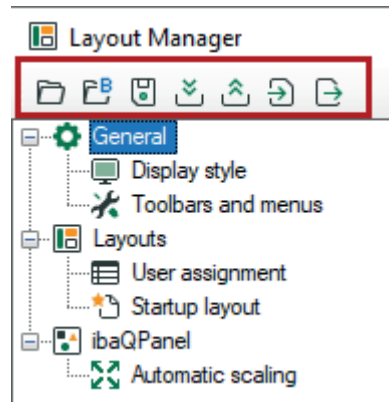 Layout Manager
B
General
Display style
Toolbars and menus
Layouts
User assignment
Startup layout
ibaQPanel
Automatic scaling